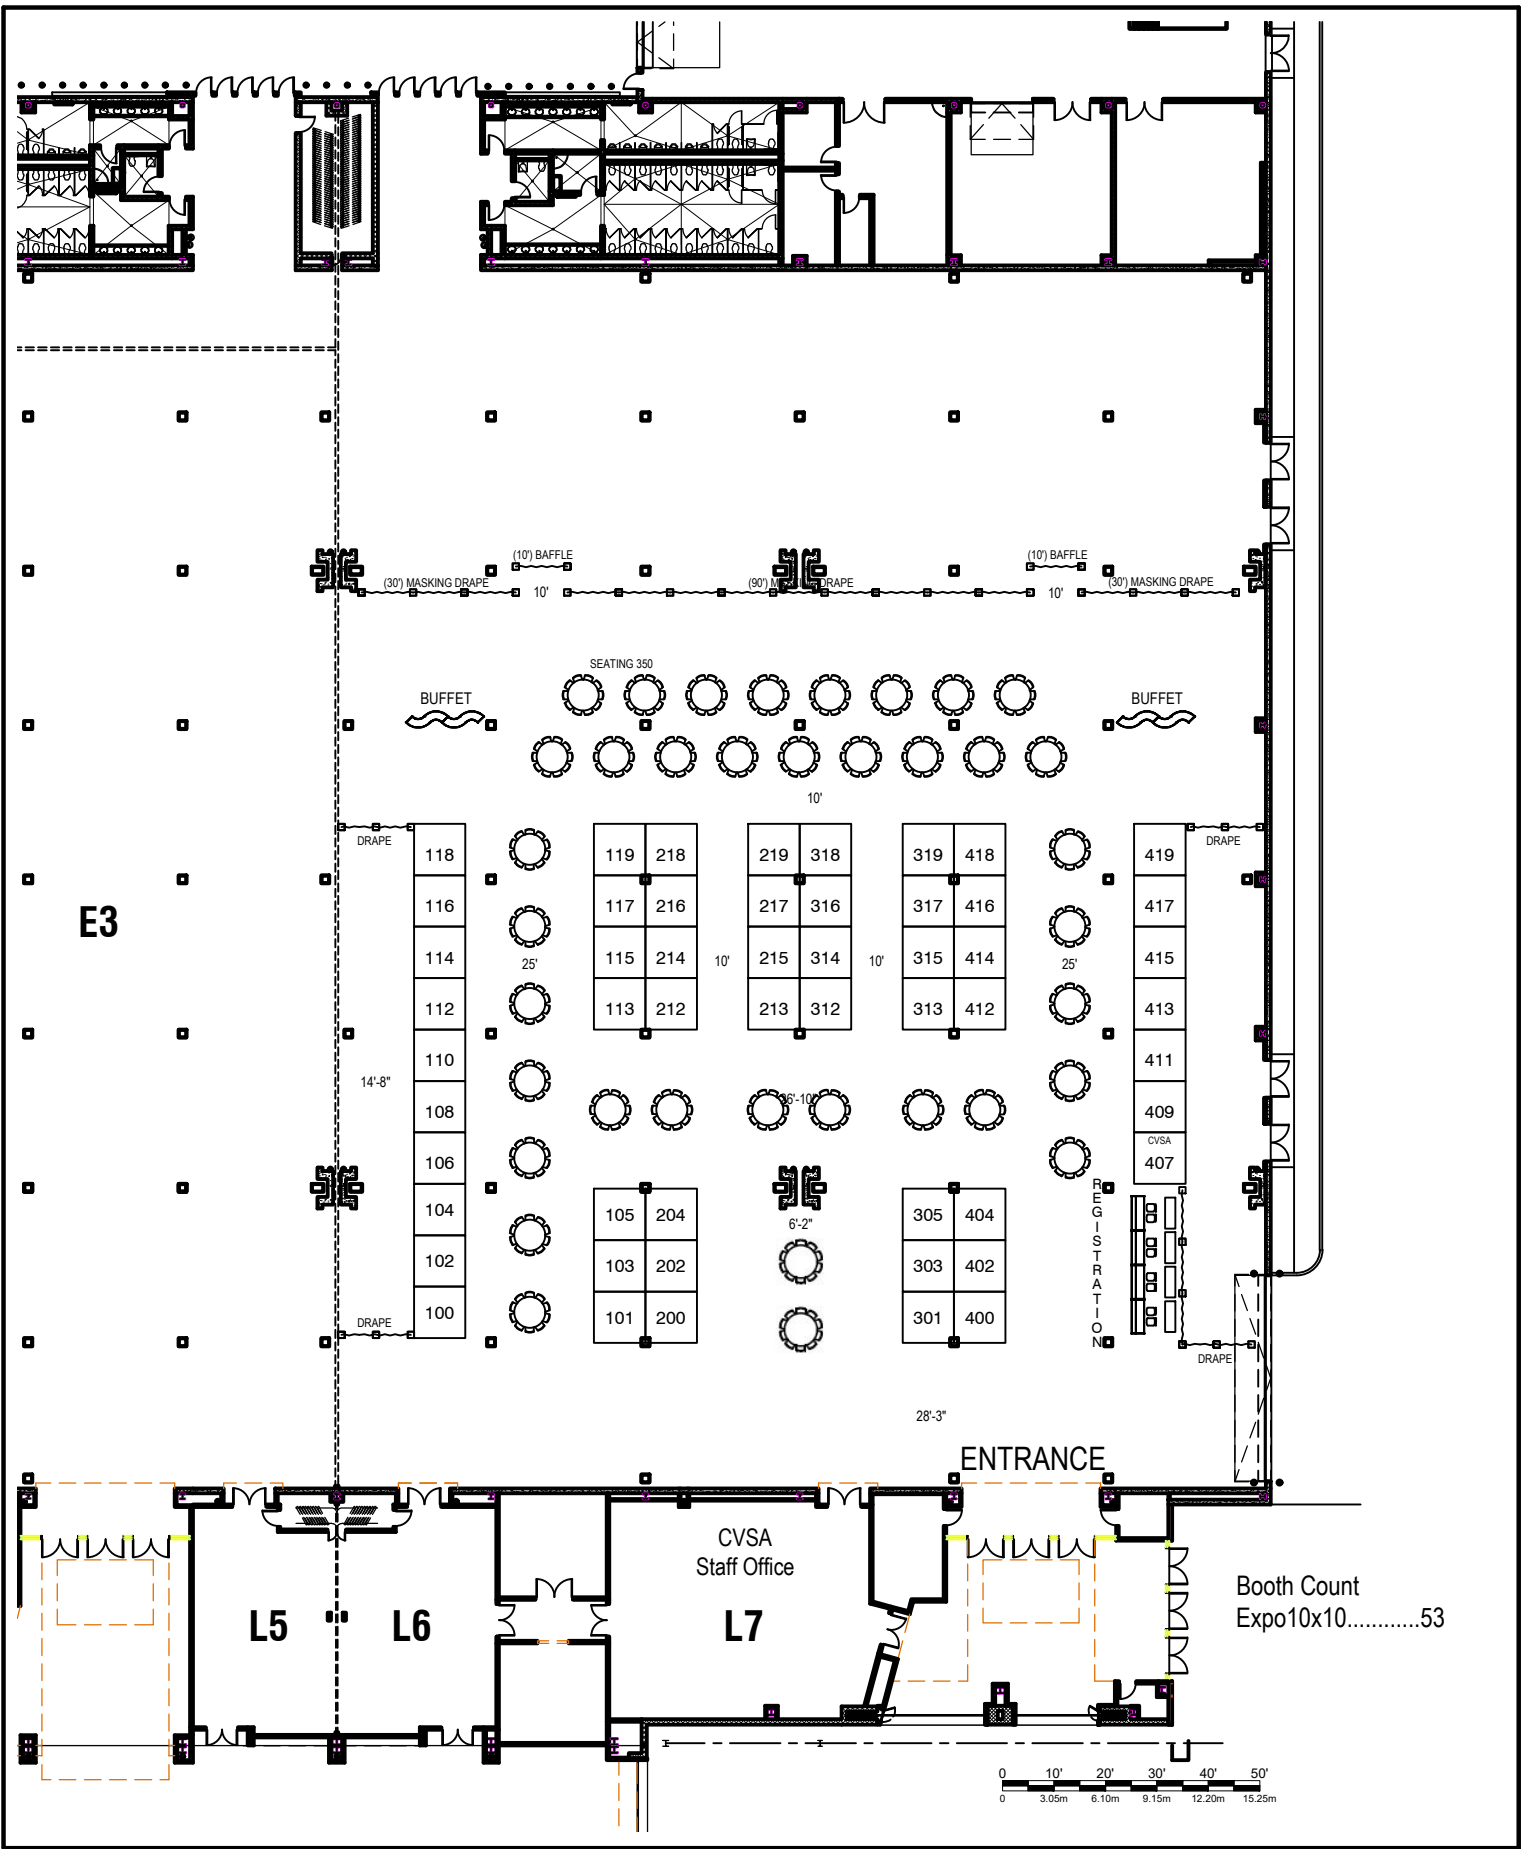 (10') BAFFLE
(10') BAFFLE
(30') MASKING DRAPE
(90') MASKING DRAPE
(30') MASKING DRAPE
10'
10'
SEATING 350
BUFFET
BUFFET
10'
DRAPE
DRAPE
118
119 218
219 318
319 418
419
116
117 216
217 316
317 416
417
E3
114
115 214
215 314
315 414
415
25'
10'
10'
25'
112
113 212
213 312
313 412
413
110
411
14'-8"
108
26'-10"
409
106
CVSA
407
REGISTRATION
104
105 204
305 404
6'-2"
102
103 202
303 402
100
101 200
301 400
DRAPE
DRAPE
28'-3"
ENTRANCE
CVSA
Staff Office
L5
L6
L7
Booth Count
Expo10x10............53
0 10' 20' 30' 40' 50'
0 3.05m 6.10m 9.15m 12.20m 15.25m